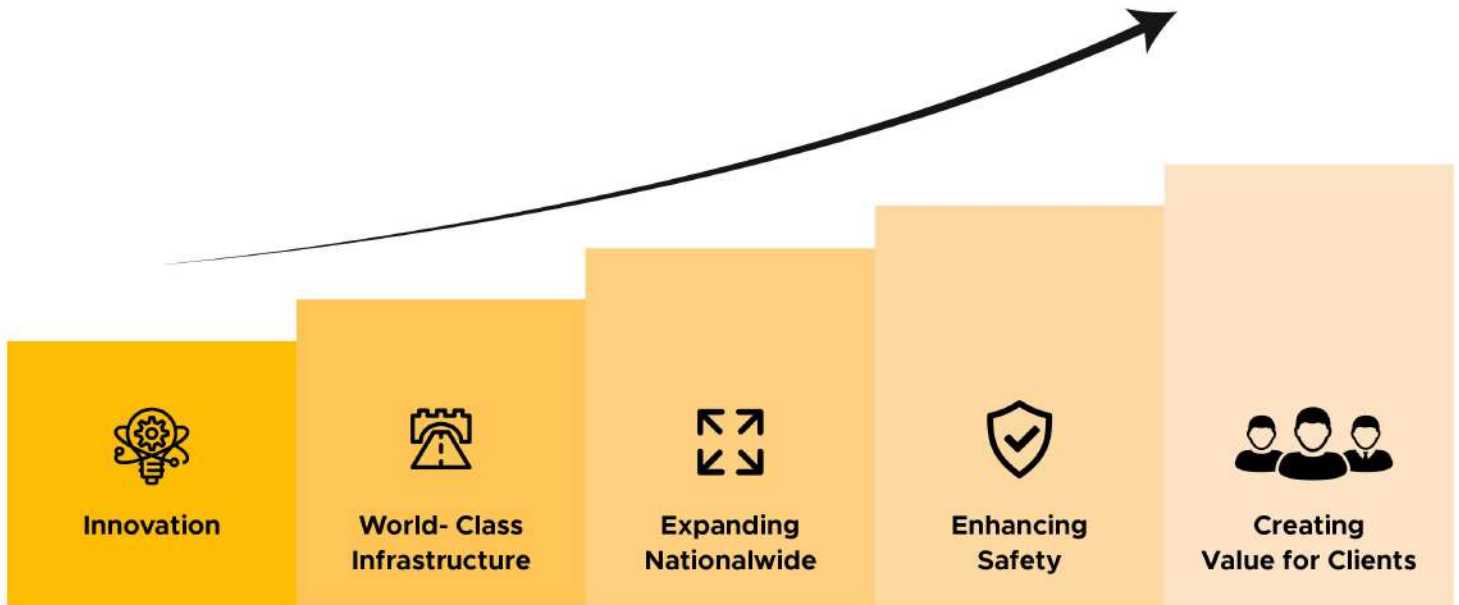 Innovation
World- Class
Infrastructure
Expanding
Nationalwide
Enhancing
Safety
Creating
Value for Clients